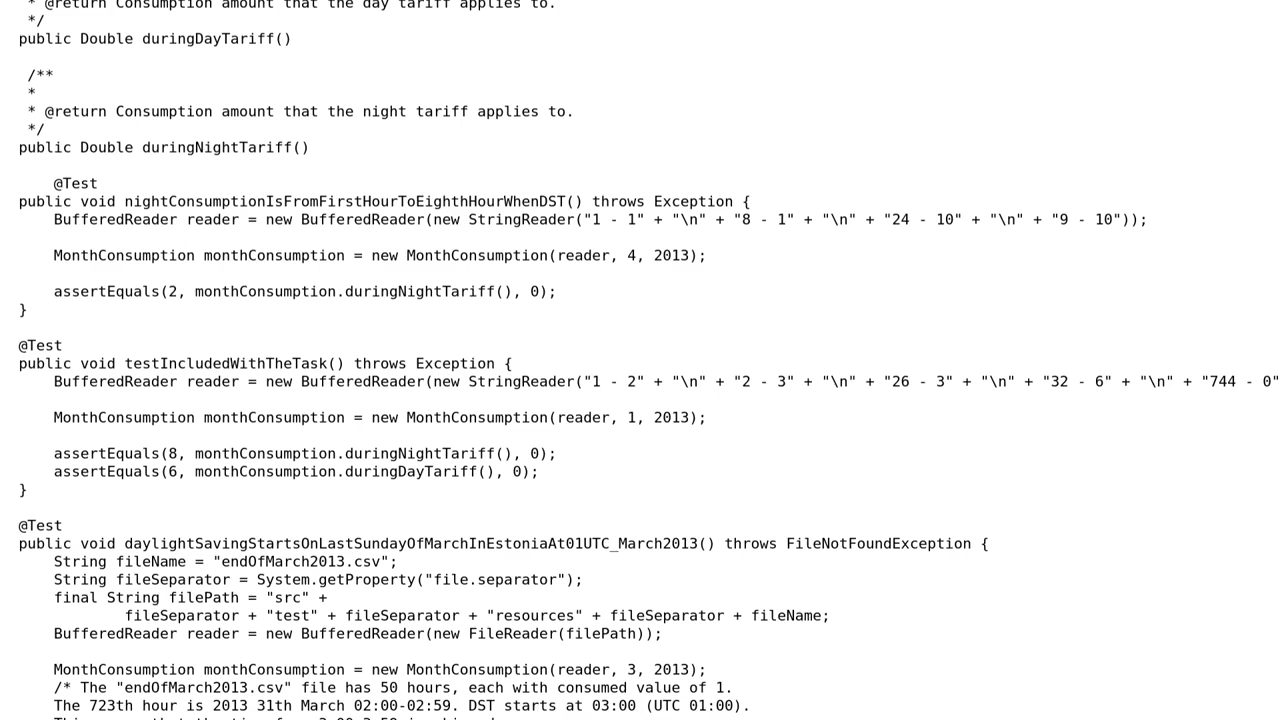 * @return Consumption amount that the day tariff applies to.
*/
public Double duringDayTariff()
/**
*
* @return Consumption amount that the night tariff applies to.
*/
public Double duringNightTariff()
@Test
public void nightConsumptionIsFromFirstHourToEighthHourWhenDST() throws Exception {
BufferedReader reader = new BufferedReader(new StringReader("1 - 1" + "\n" + "8 - 1" + "\n" + "24 - 10" + "\n" + "9 - 10"));
MonthConsumption monthConsumption = new MonthConsumption(reader, 4, 2013);
assertEquals(2, monthConsumption.duringNightTariff(), 0);
}
@Test
public void testIncludedWithTheTask() throws Exception {
BufferedReader reader = new BufferedReader(new StringReader("1 - 2" + "\n" + "2 - 3" + "\n" + "26 - 3" + "\n" + "32 - 6" + "\n" + "744 - 0"
MonthConsumption monthConsumption = new MonthConsumption(reader, 1, 2013);
assertEquals(8, monthConsumption.duringNightTariff(), 0);
assertEquals(6, monthConsumption.duringDayTariff(), 0);
}
@Test
public void daylightSavingStartsOnLastSundayOfMarchInEstoniaAt01UTC_March2013() throws FileNotFoundException {
String fileName = "endOfMarch2013.csv";
String fileSeparator = System.getProperty("file.separator");
final String filePath = "src" +
fileSeparator + "test" + fileSeparator + "resources" + fileSeparator + fileName;
BufferedReader reader = new BufferedReader(new FileReader(filePath));
MonthConsumption monthConsumption = new MonthConsumption(reader, 3, 2013);
/* The "endOfMarch2013.csv" file has 50 hours, each with consumed value of 1.
The 723th hour is 2013 31th March 02:00-02:59. DST starts at 03:00 (UTC 01:00).